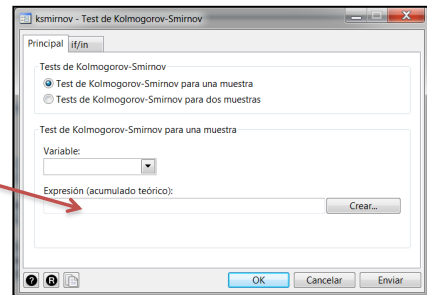 ksmirnov - Test de Kolmogorov-Smirnov
Principal if/in
Tests de Kolmogorov-Smirnov
Test de Kolmogorov-Smirnov para una muestra
Tests de Kolmogorov-Smirnov para dos muestras
Test de Kolmogorov-Smirnov para una muestra
Variable:
Expresión (acumulado teórico):
Crear...
? R OK Cancelar Enviar